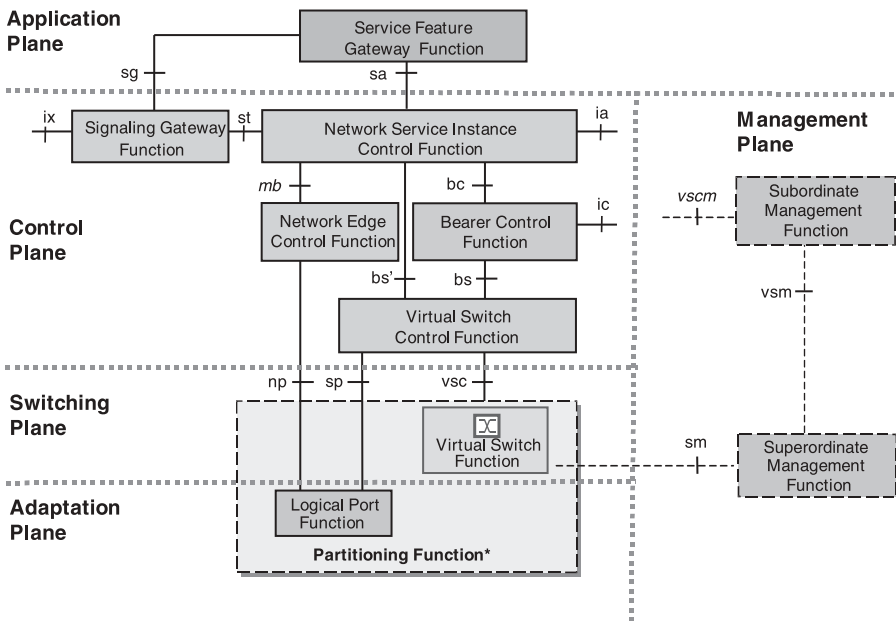 Application
Plane
Service Feature
Gateway Function
sg
sa
ix
Signaling Gateway
Function
st
Network Service Instance
Control Function
ia
Management
Plane
mb
bc
vscm
Subordinate
Management
Function
Control
Plane
Network Edge
Control Function
Bearer Control
Function
ic
bs'
bs
vsm
Virtual Switch
Control Function
np
sp
vsc
Switching
Plane
Virtual Switch
Function
sm
Superordinate
Management
Function
Adaptation
Plane
Logical Port
Function
Partitioning Function*